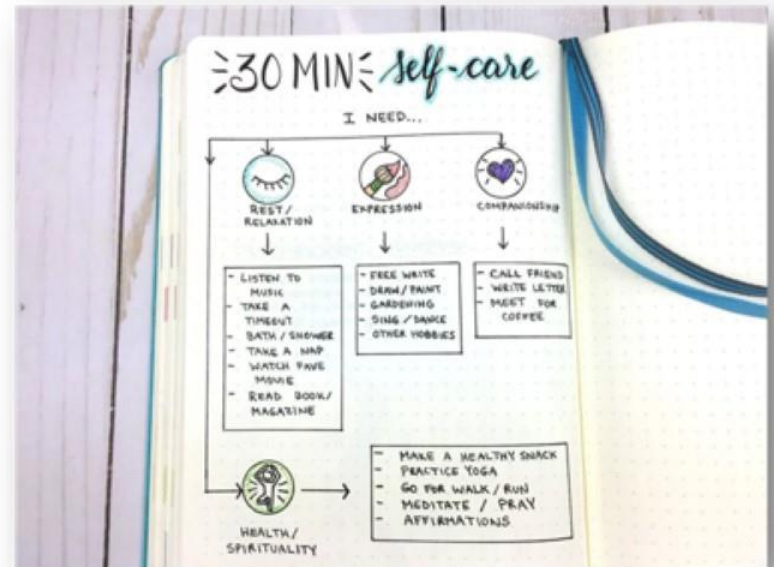 30 MIN self-care
I NEED...
REST/
RELAXATION
EXPRESSION
COMPANIONSHIP
- LISTEN TO
MUSIC
- TAKE A
TIMEOUT
- BATH / SHOWER
- TAKE A NAP
- WATCH FAVE
MOVIE
- READ BOOK/
MAGAZINE
- FREE WRITE
- DRAW/PAINT
- GARDENING
- SING / DANCE
- OTHER HOBBIES
- CALL FRIEND
- WRITE LETTER
- MEET FOR
COFFEE
HEALTH/
SPIRITUALITY
- MAKE A HEALTHY SNACK
- PRACTICE YOGA
- GO FOR WALK / RUN
- MEDITATE / PRAY
- AFFIRMATIONS